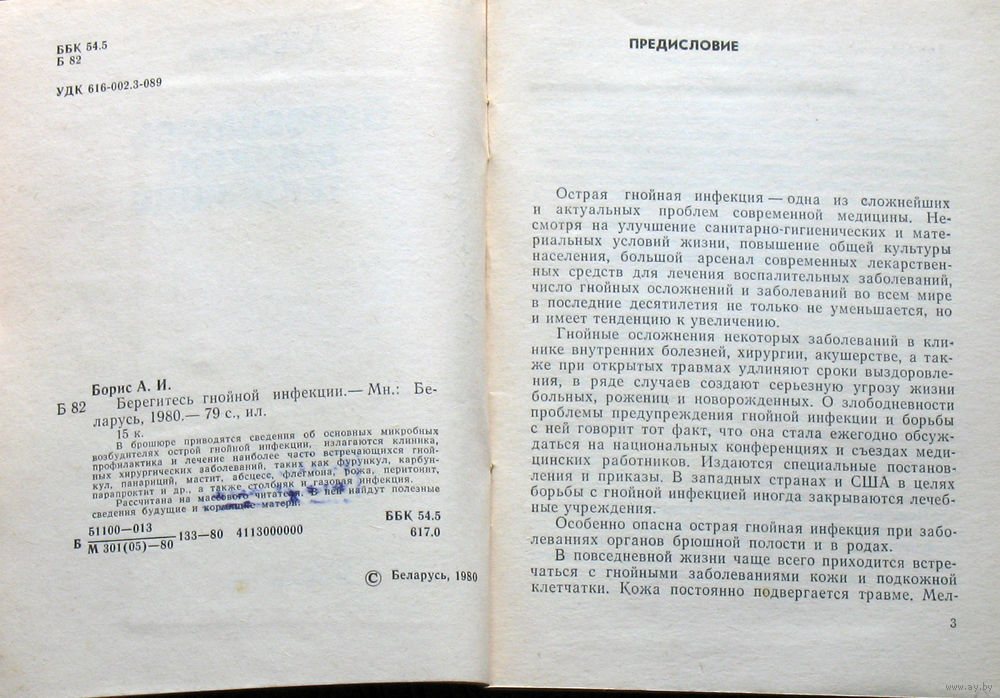 ББК 54.5
Б 82
УДК 616-002.3-089
Борис А. И.
Б 82 Берегитесь гнойной инфекции.— Мн.: Бе-
ларусь, 1980.— 79 с., ил.
15 к.
В брошюре приводятся сведения об основных микробных
возбудителях острой гнойной инфекции, излагаются клиника,
профилактика и лечение наиболее часто встречающихся гной-
ных хирургических заболеваний, таких как фурункул, карбун-
кул, панариций, мастит, абсцесс, флегмона, рожа, перитонит,
парапроктит и др., а также столбняк и газовая инфекция.
Рассчитана на массового читателя. В ней найдут полезные
сведения будущие и кормящие матери.
Б 51100—013
М 301(05)—80 133—80 4113000000
ББК 54.5
617.0
© Беларусь, 1980
ПРЕДИСЛОВИЕ
Острая гнойная инфекция — одна из сложнейших
и актуальных проблем современной медицины. Не-
смотря на улучшение санитарно-гигиенических и мате-
риальных условий жизни, повышение общей культуры
населения, большой арсенал современных лекарствен-
ных средств для лечения воспалительных заболеваний,
число гнойных осложнений и заболеваний во всем мире
в последние десятилетия не только не уменьшается, но
и имеет тенденцию к увеличению.
Гнойные осложнения некоторых заболеваний в кли-
нике внутренних болезней, хирургии, акушерстве, а так-
же при открытых травмах удлиняют сроки выздоровле-
ния, в ряде случаев создают серьезную угрозу жизни
больных, рожениц и новорожденных. О злободневности
проблемы предупреждения гнойной инфекции и борьбы
с ней говорит тот факт, что она стала ежегодно обсуж-
даться на национальных конференциях и съездах меди-
цинских работников. Издаются специальные постанов-
ления и приказы. В западных странах и США в целях
борьбы с гнойной инфекцией иногда закрываются лечеб-
ные учреждения.
Особенно опасна острая гнойная инфекция при забо-
леваниях органов брюшной полости и в родах.
В повседневной жизни чаще всего приходится встре-
чаться с гнойными заболеваниями кожи и подкожной
клетчатки. Кожа постоянно подвергается травме. Мел-
3
www.ay.by